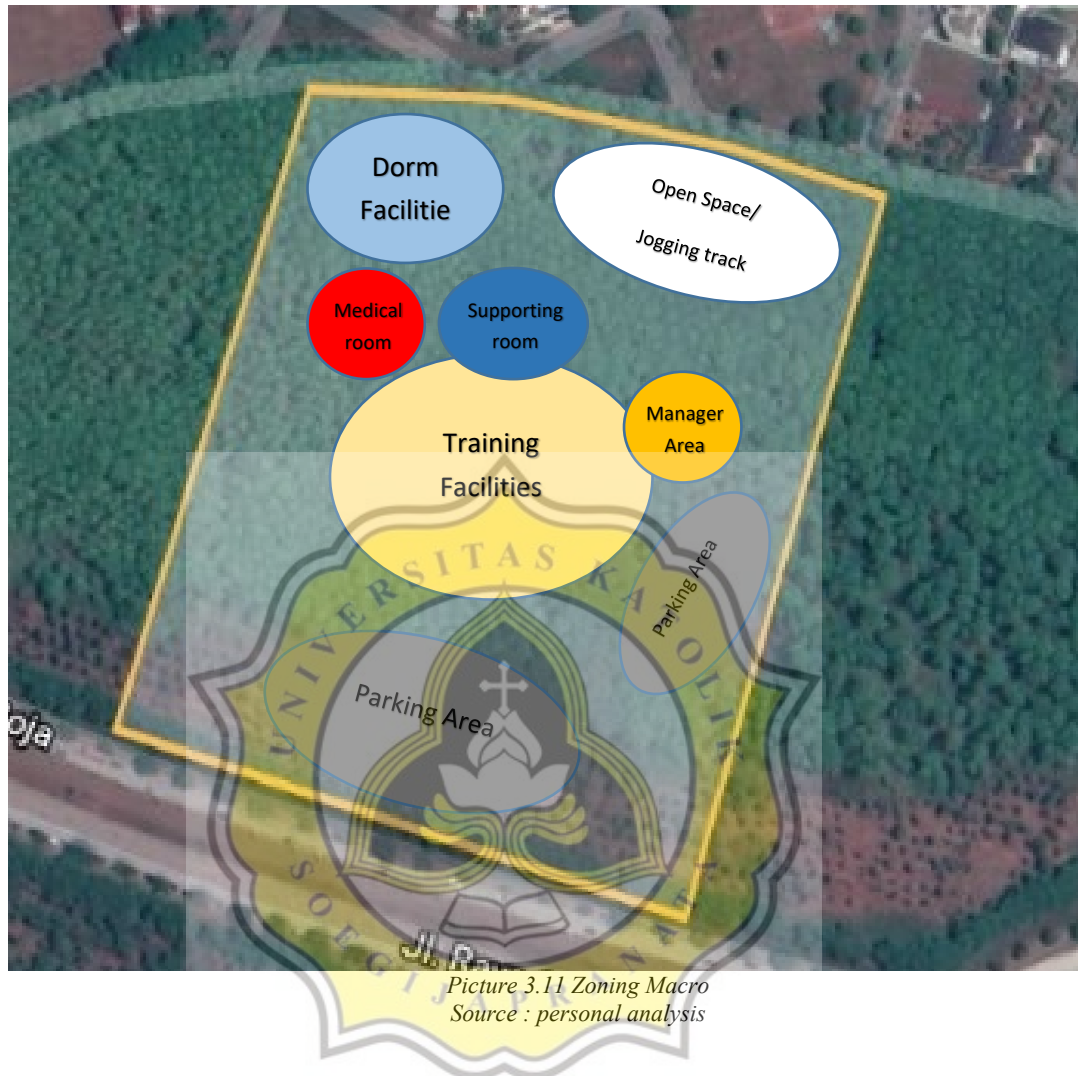 Dorm
Facilitie
Open Space/
Jogging track
Medical
room
Supporting
room
Manager
Area
Training
Facilities
Parking Area
Parking Area
oja
UNIVERSITAS KATOLIK
SOEGIJAPRANATA
Jl. Raya
Picture 3.11 Zoning Macro
Source : personal analysis